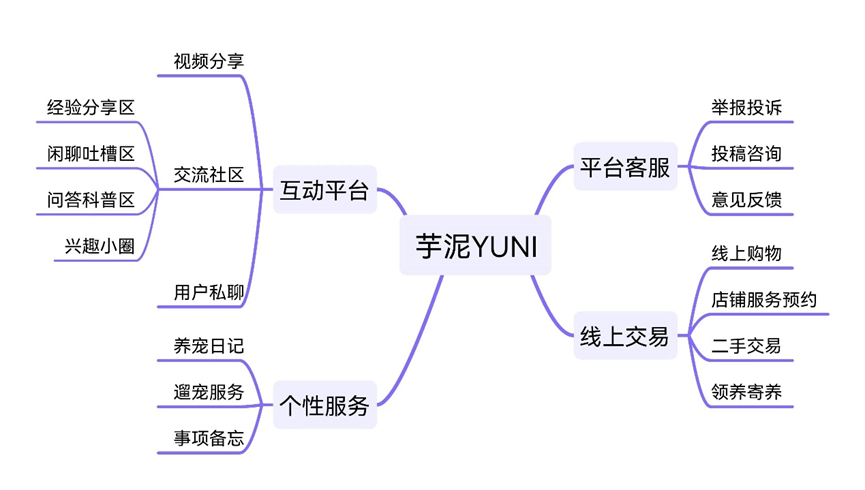 芋泥YUNI
互动平台
视频分享
交流社区
经验分享区
闲聊吐槽区
问答科普区
兴趣小圈
用户私聊
个性服务
养宠日记
遛宠服务
事项备忘
平台客服
举报投诉
投稿咨询
意见反馈
线上交易
线上购物
店铺服务预约
二手交易
领养寄养